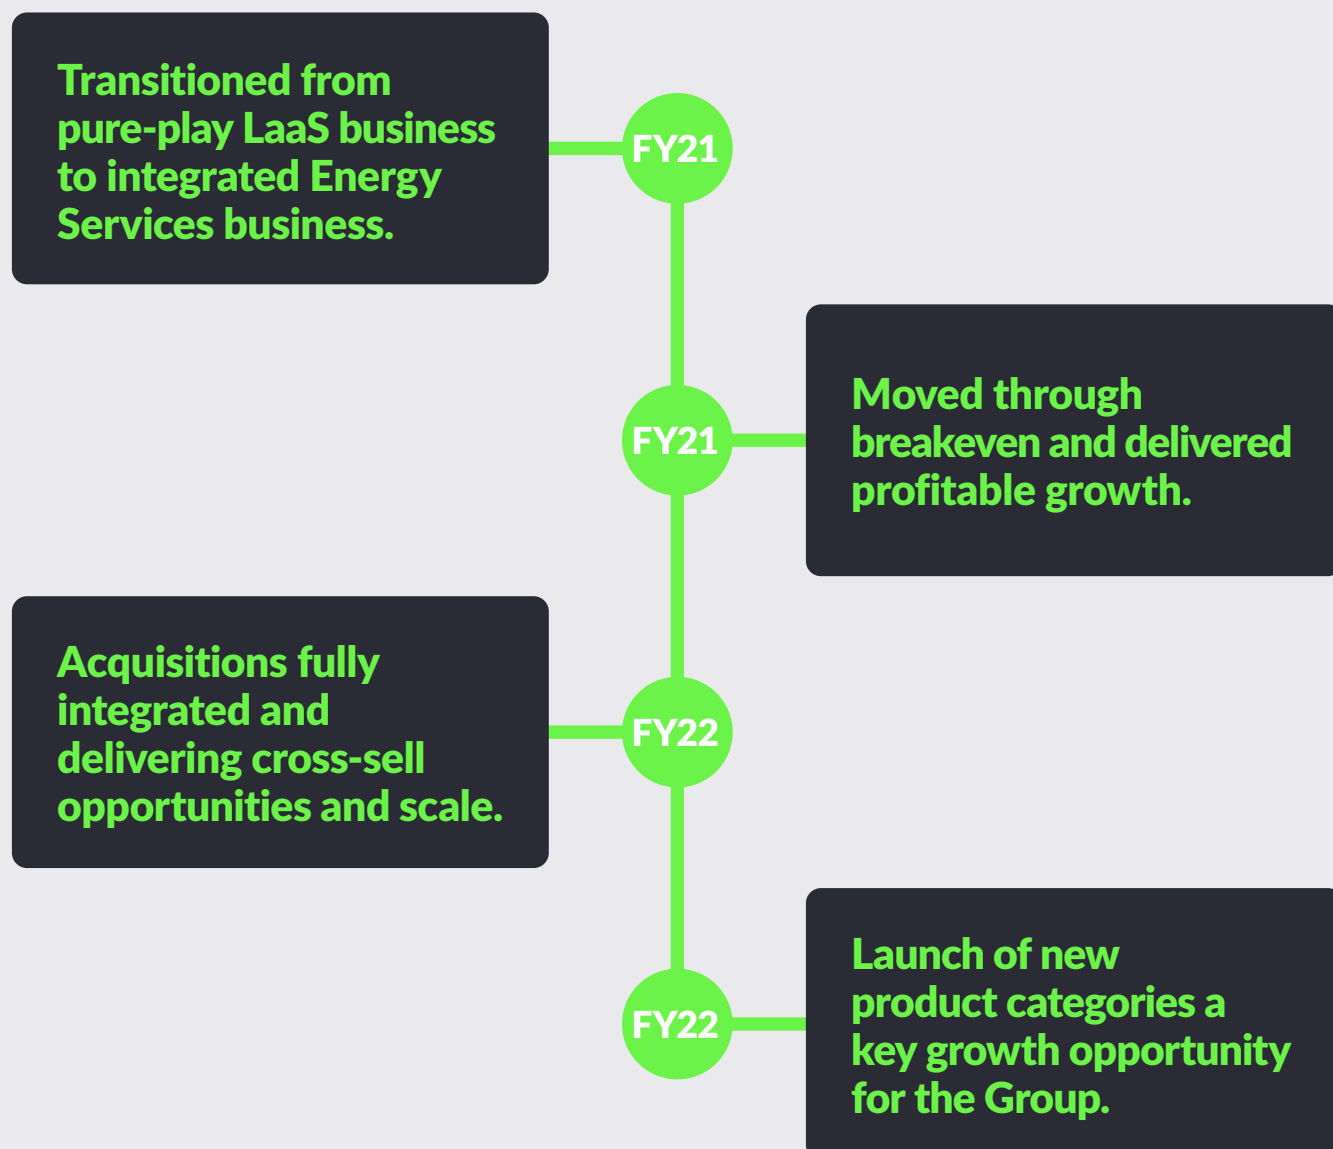 Transitioned from
pure-play LaaS business
to integrated Energy
Services business.
FY21
FY21
Moved through
breakeven and delivered
profitable growth.
Acquisitions fully
integrated and
delivering cross-sell
opportunities and scale.
FY22
FY22
Launch of new
product categories a
key growth opportunity
for the Group.